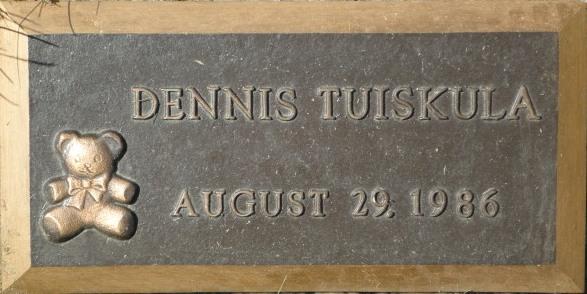 DENNIS TUISKULA
AUGUST 29, 1986